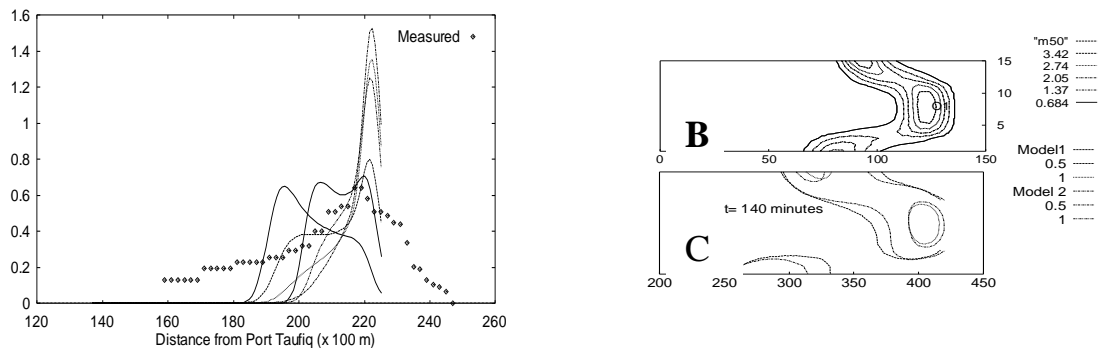 1.6
1.4
1.2
1
0.8
0.6
0.4
0.2
0
Measured
120 140 160 180 200 220 240 260
Distance from Port Taufiq (x 100 m)
B
15
10
5
0 50 100 150
"m50"
3.42
2.74
2.05
1.37
0.684
t= 140 minutes
C
200 250 300 350 400 450
Model1
0.5
1
Model 2
0.5
1